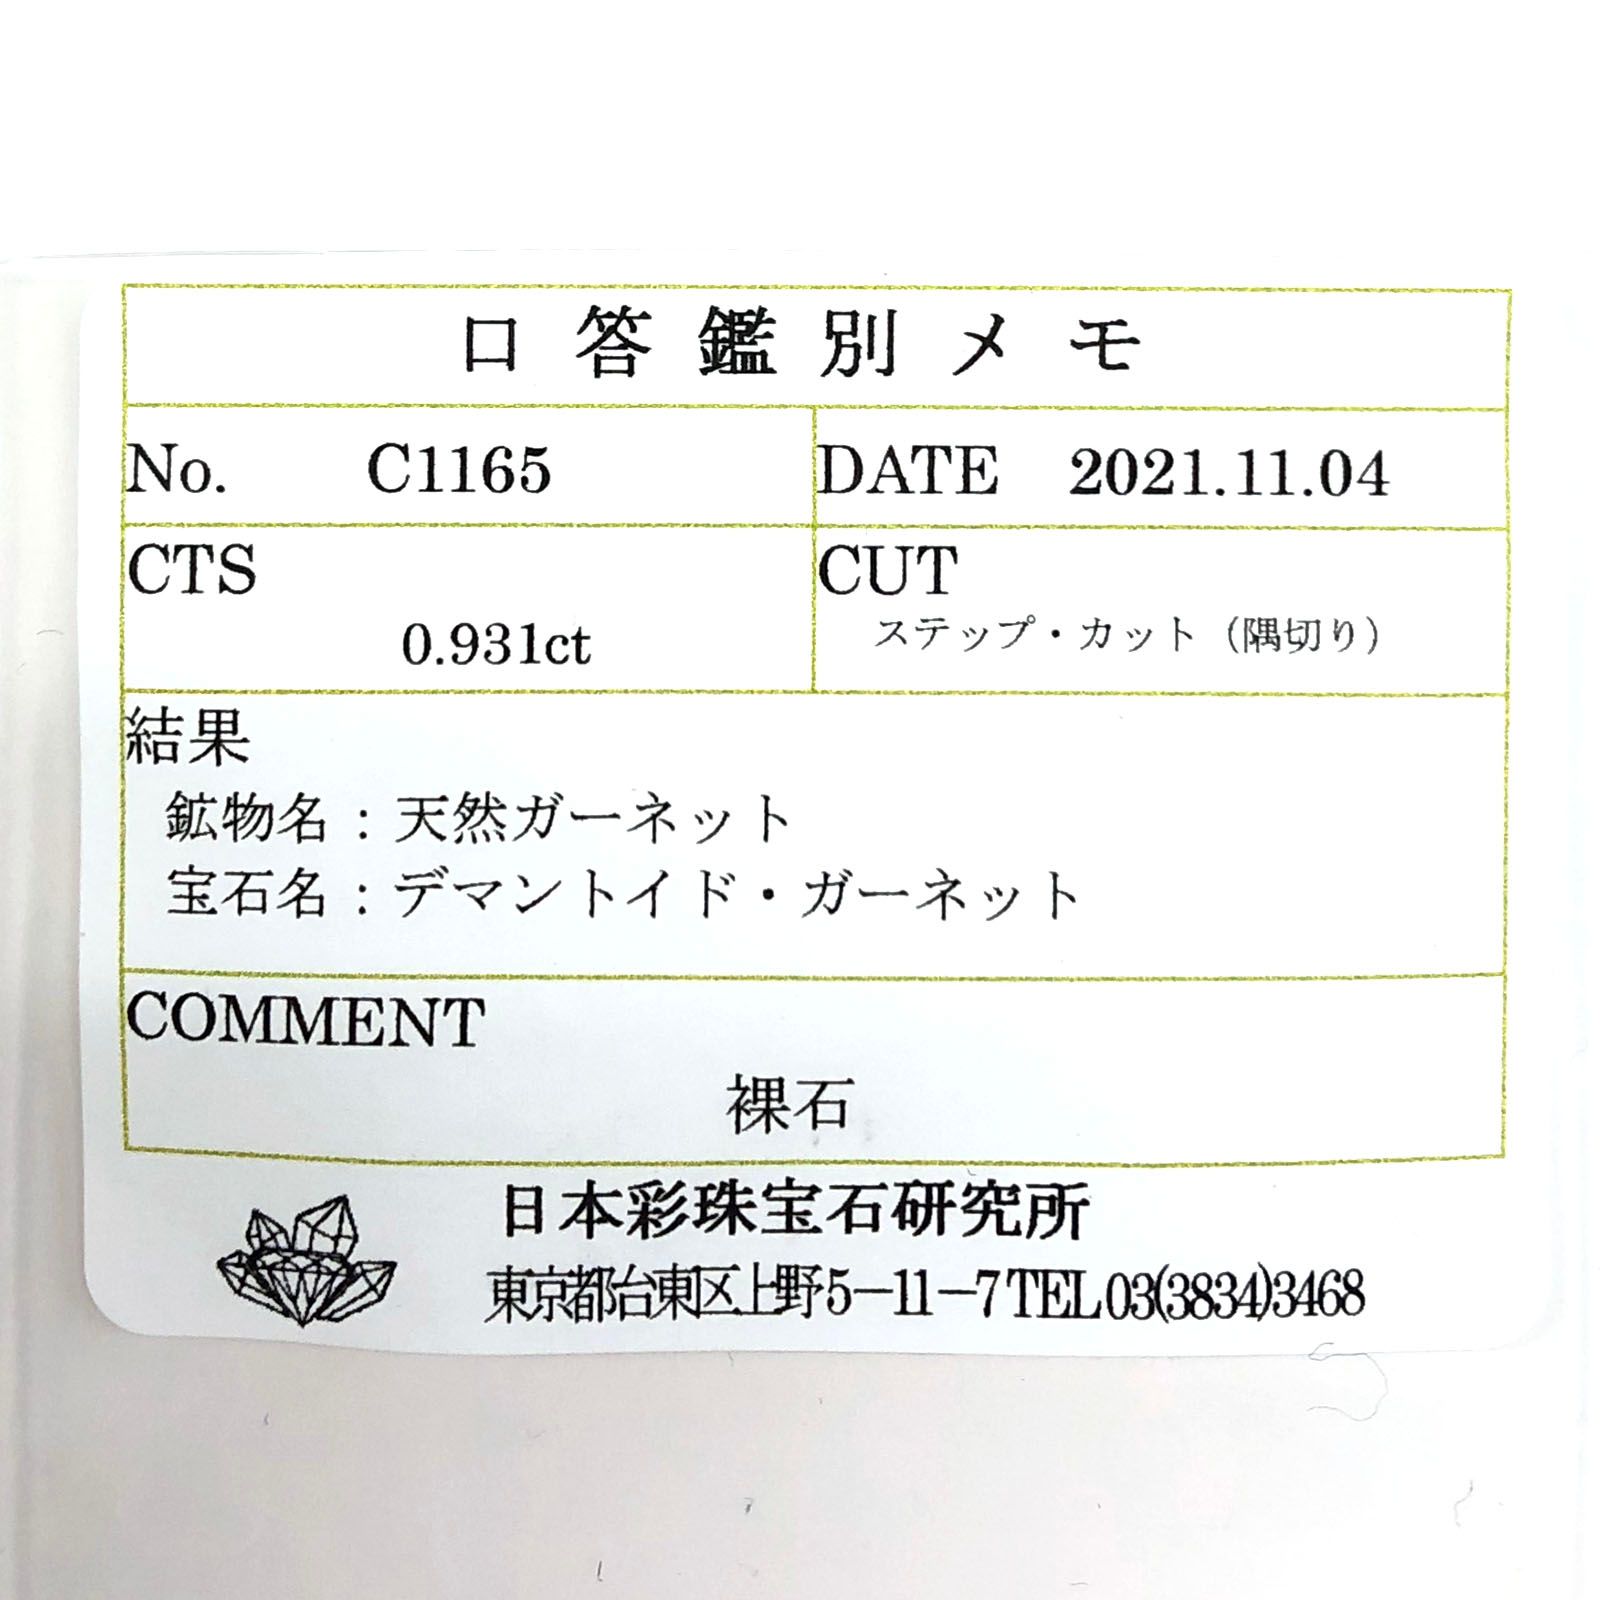 口答鑑別メモ
No. C1165 DATE 2021.11.04
CTS CUT
0.931ct ステップ・カット（隅切り）
結果
鉱物名：天然ガーネット
宝石名：デマントイド・ガーネット
COMMENT
裸石
日本彩珠宝石研究所
東京都台東区上野5－11－7 TEL 03(3834)3468